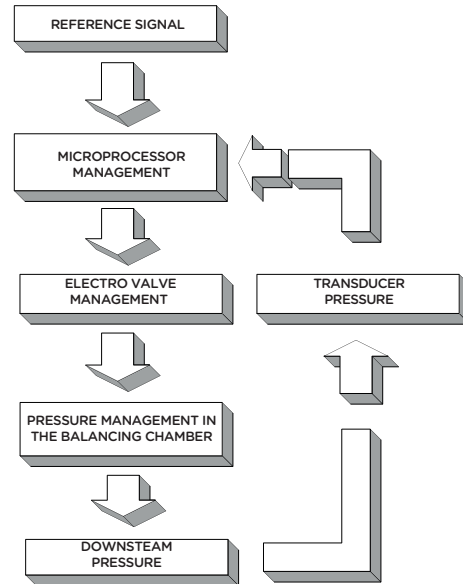 REFERENCE SIGNAL
MICROPROCESSOR
MANAGEMENT
ELECTRO VALVE
MANAGEMENT
TRANSDUCER
PRESSURE
PRESSURE MANAGEMENT IN
THE BALANCING CHAMBER
DOWNSTEAM
PRESSURE